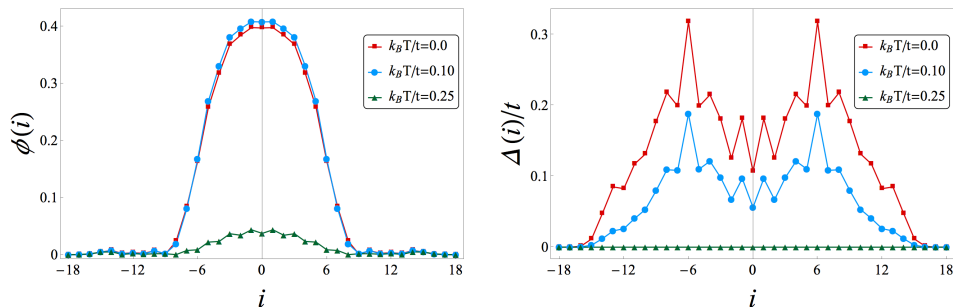 0.4
0.3
0.2
0.1
0
ϕ(i)
k_BT/t=0.0
k_BT/t=0.10
k_BT/t=0.25
−18 −12 −6 0 6 12 18
i
0.3
0.2
0.1
0
Δ(i)/t
k_BT/t=0.0
k_BT/t=0.10
k_BT/t=0.25
−18 −12 −6 0 6 12 18
i